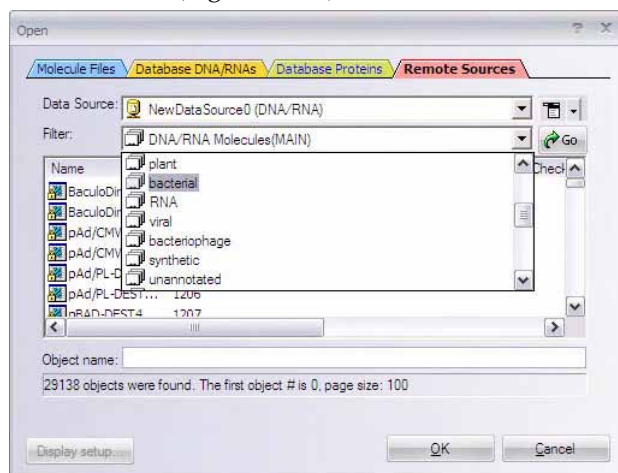 Open
Molecule Files Database DNA/RNAs Database Proteins Remote Sources
Data Source: NewDataSource0 (DNA/RNA)
Filter: DNA/RNA Molecules(MAIN) Go
Name Check
plant
bacterial
BaculoDir
RNA
BaculoDir
viral
pAd/CMV
bacteriophage
pAd/CMV
synthetic
pAd/PL-D
unannotated
pAd/PL-DEST... 1206
pBAD-DEST4 1207
Object name:
29138 objects were found. The first object # is 0, page size: 100
Display setup... OK Cancel